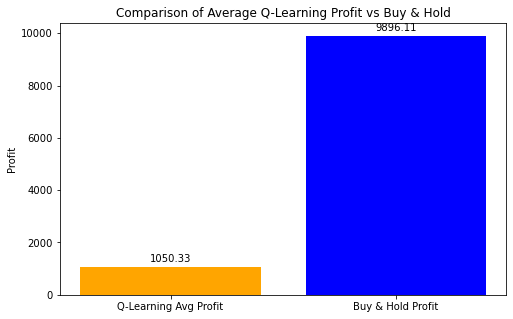 Comparison of Average Q-Learning Profit vs Buy & Hold
9896.11
10000
8000
Profit
6000
4000
2000
1050.33
0
Q-Learning Avg Profit
Buy & Hold Profit